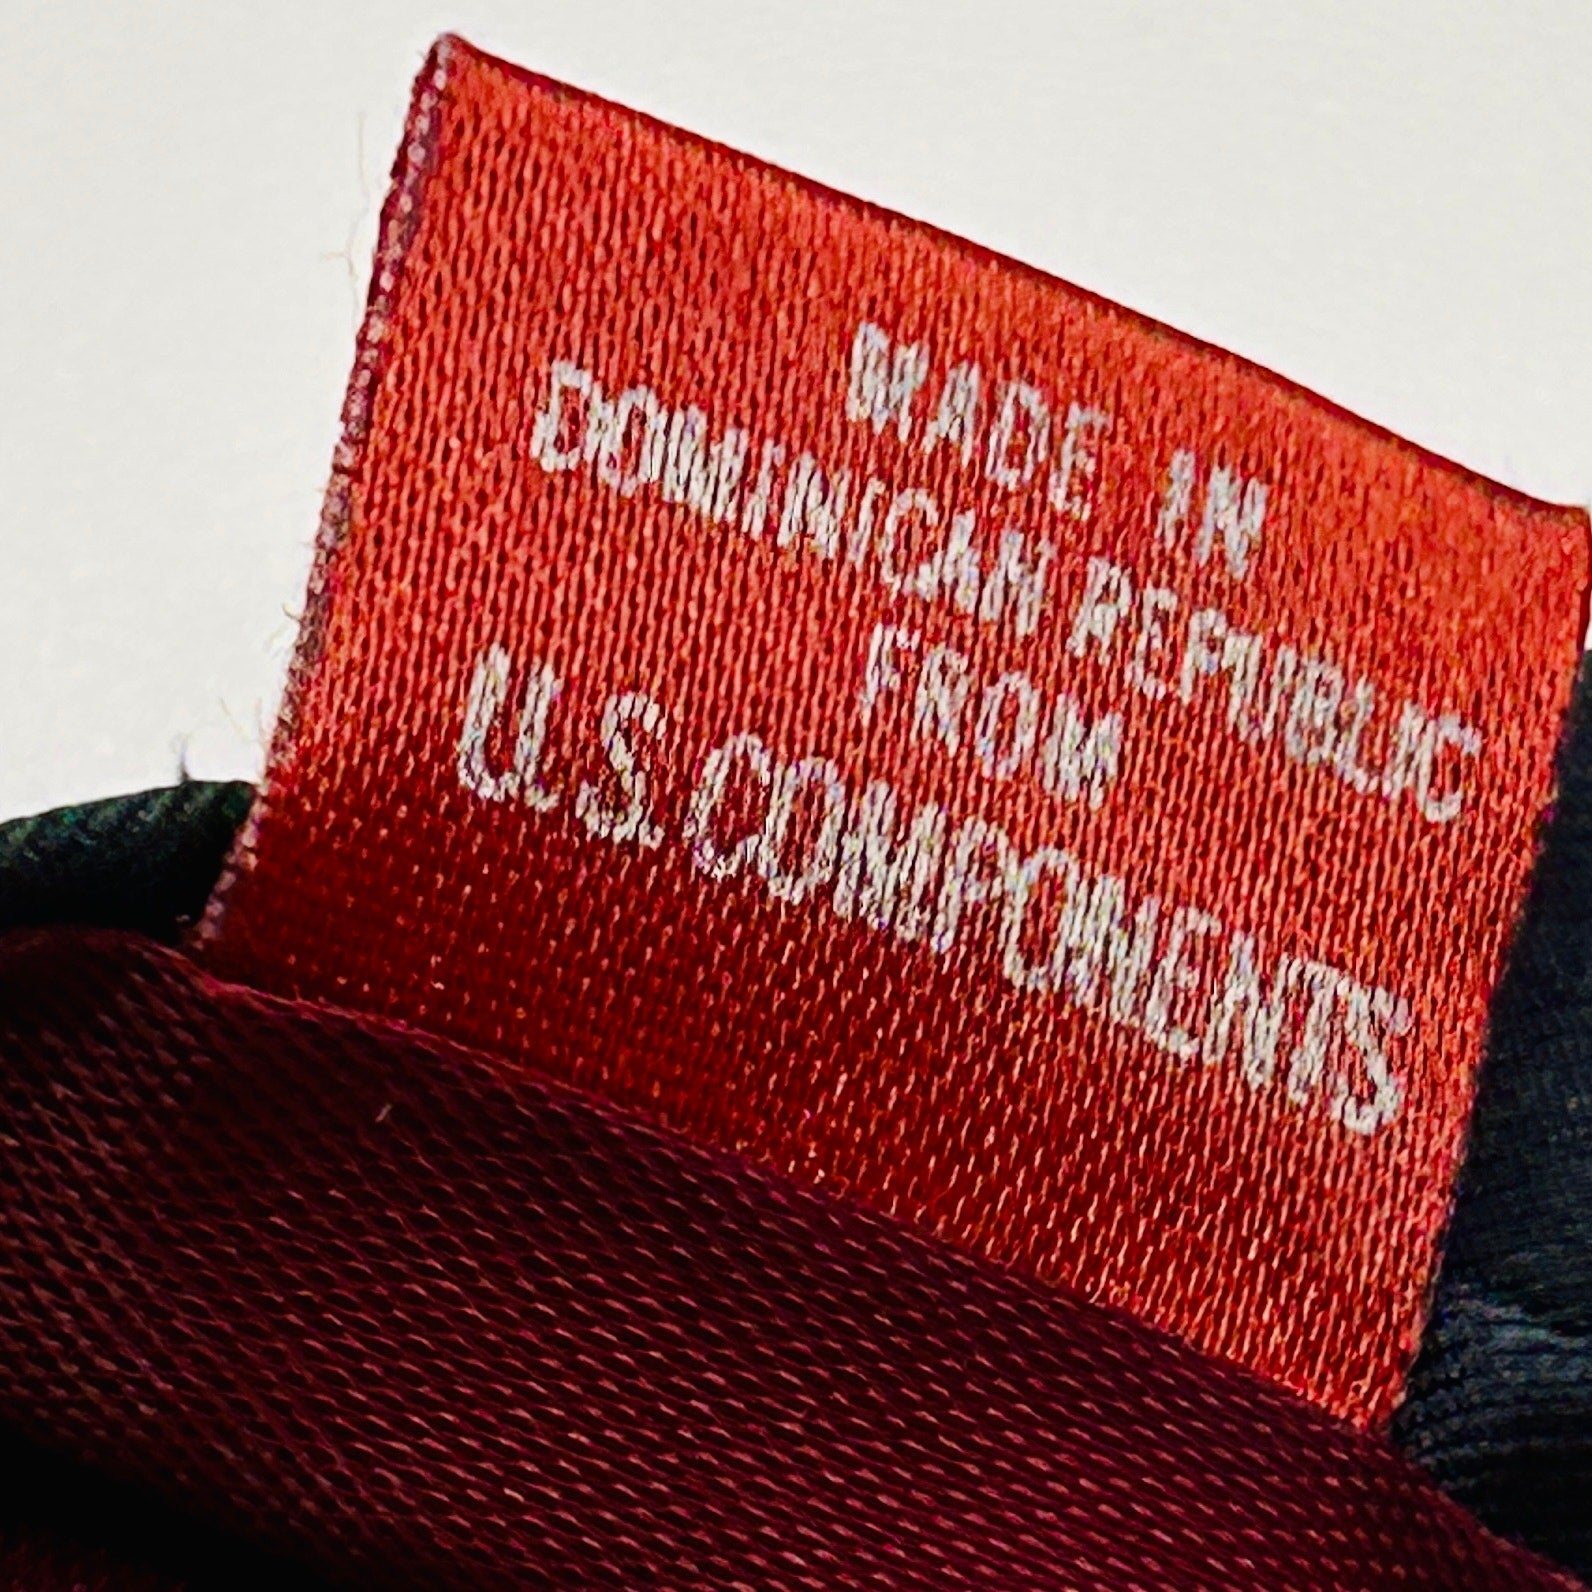 MADE IN
DOMINICAN REPUBLIC
FROM
U.S. COMPONENTS